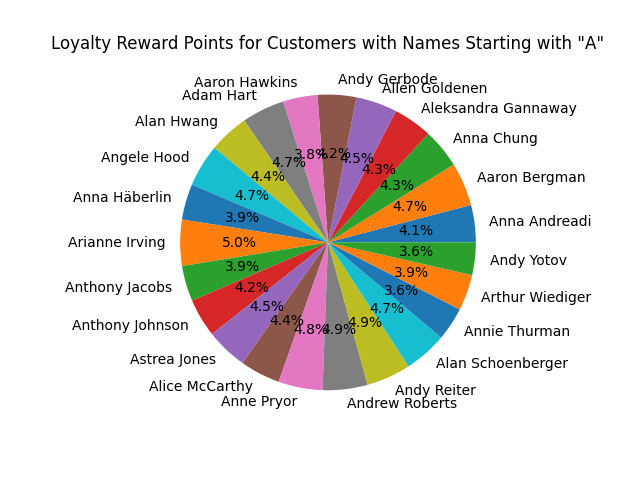 Loyalty Reward Points for Customers with Names Starting with "A"
Anna Andreadi
4.1%
Aaron Bergman
4.7%
Anna Chung
4.3%
Aleksandra Gannaway
4.3%
Allen Goldenen
4.5%
Andy Gerbode
4.2%
Aaron Hawkins
3.8%
Adam Hart
4.7%
Alan Hwang
4.4%
Angele Hood
4.7%
Anna Häberlin
3.9%
Arianne Irving
5.0%
Anthony Jacobs
3.9%
Anthony Johnson
4.2%
Astrea Jones
4.5%
Alice McCarthy
4.4%
Anne Pryor
4.8%
Andrew Roberts
4.9%
Andy Reiter
4.9%
Alan Schoenberger
4.7%
Annie Thurman
3.6%
Arthur Wiediger
3.9%
Andy Yotov
3.6%